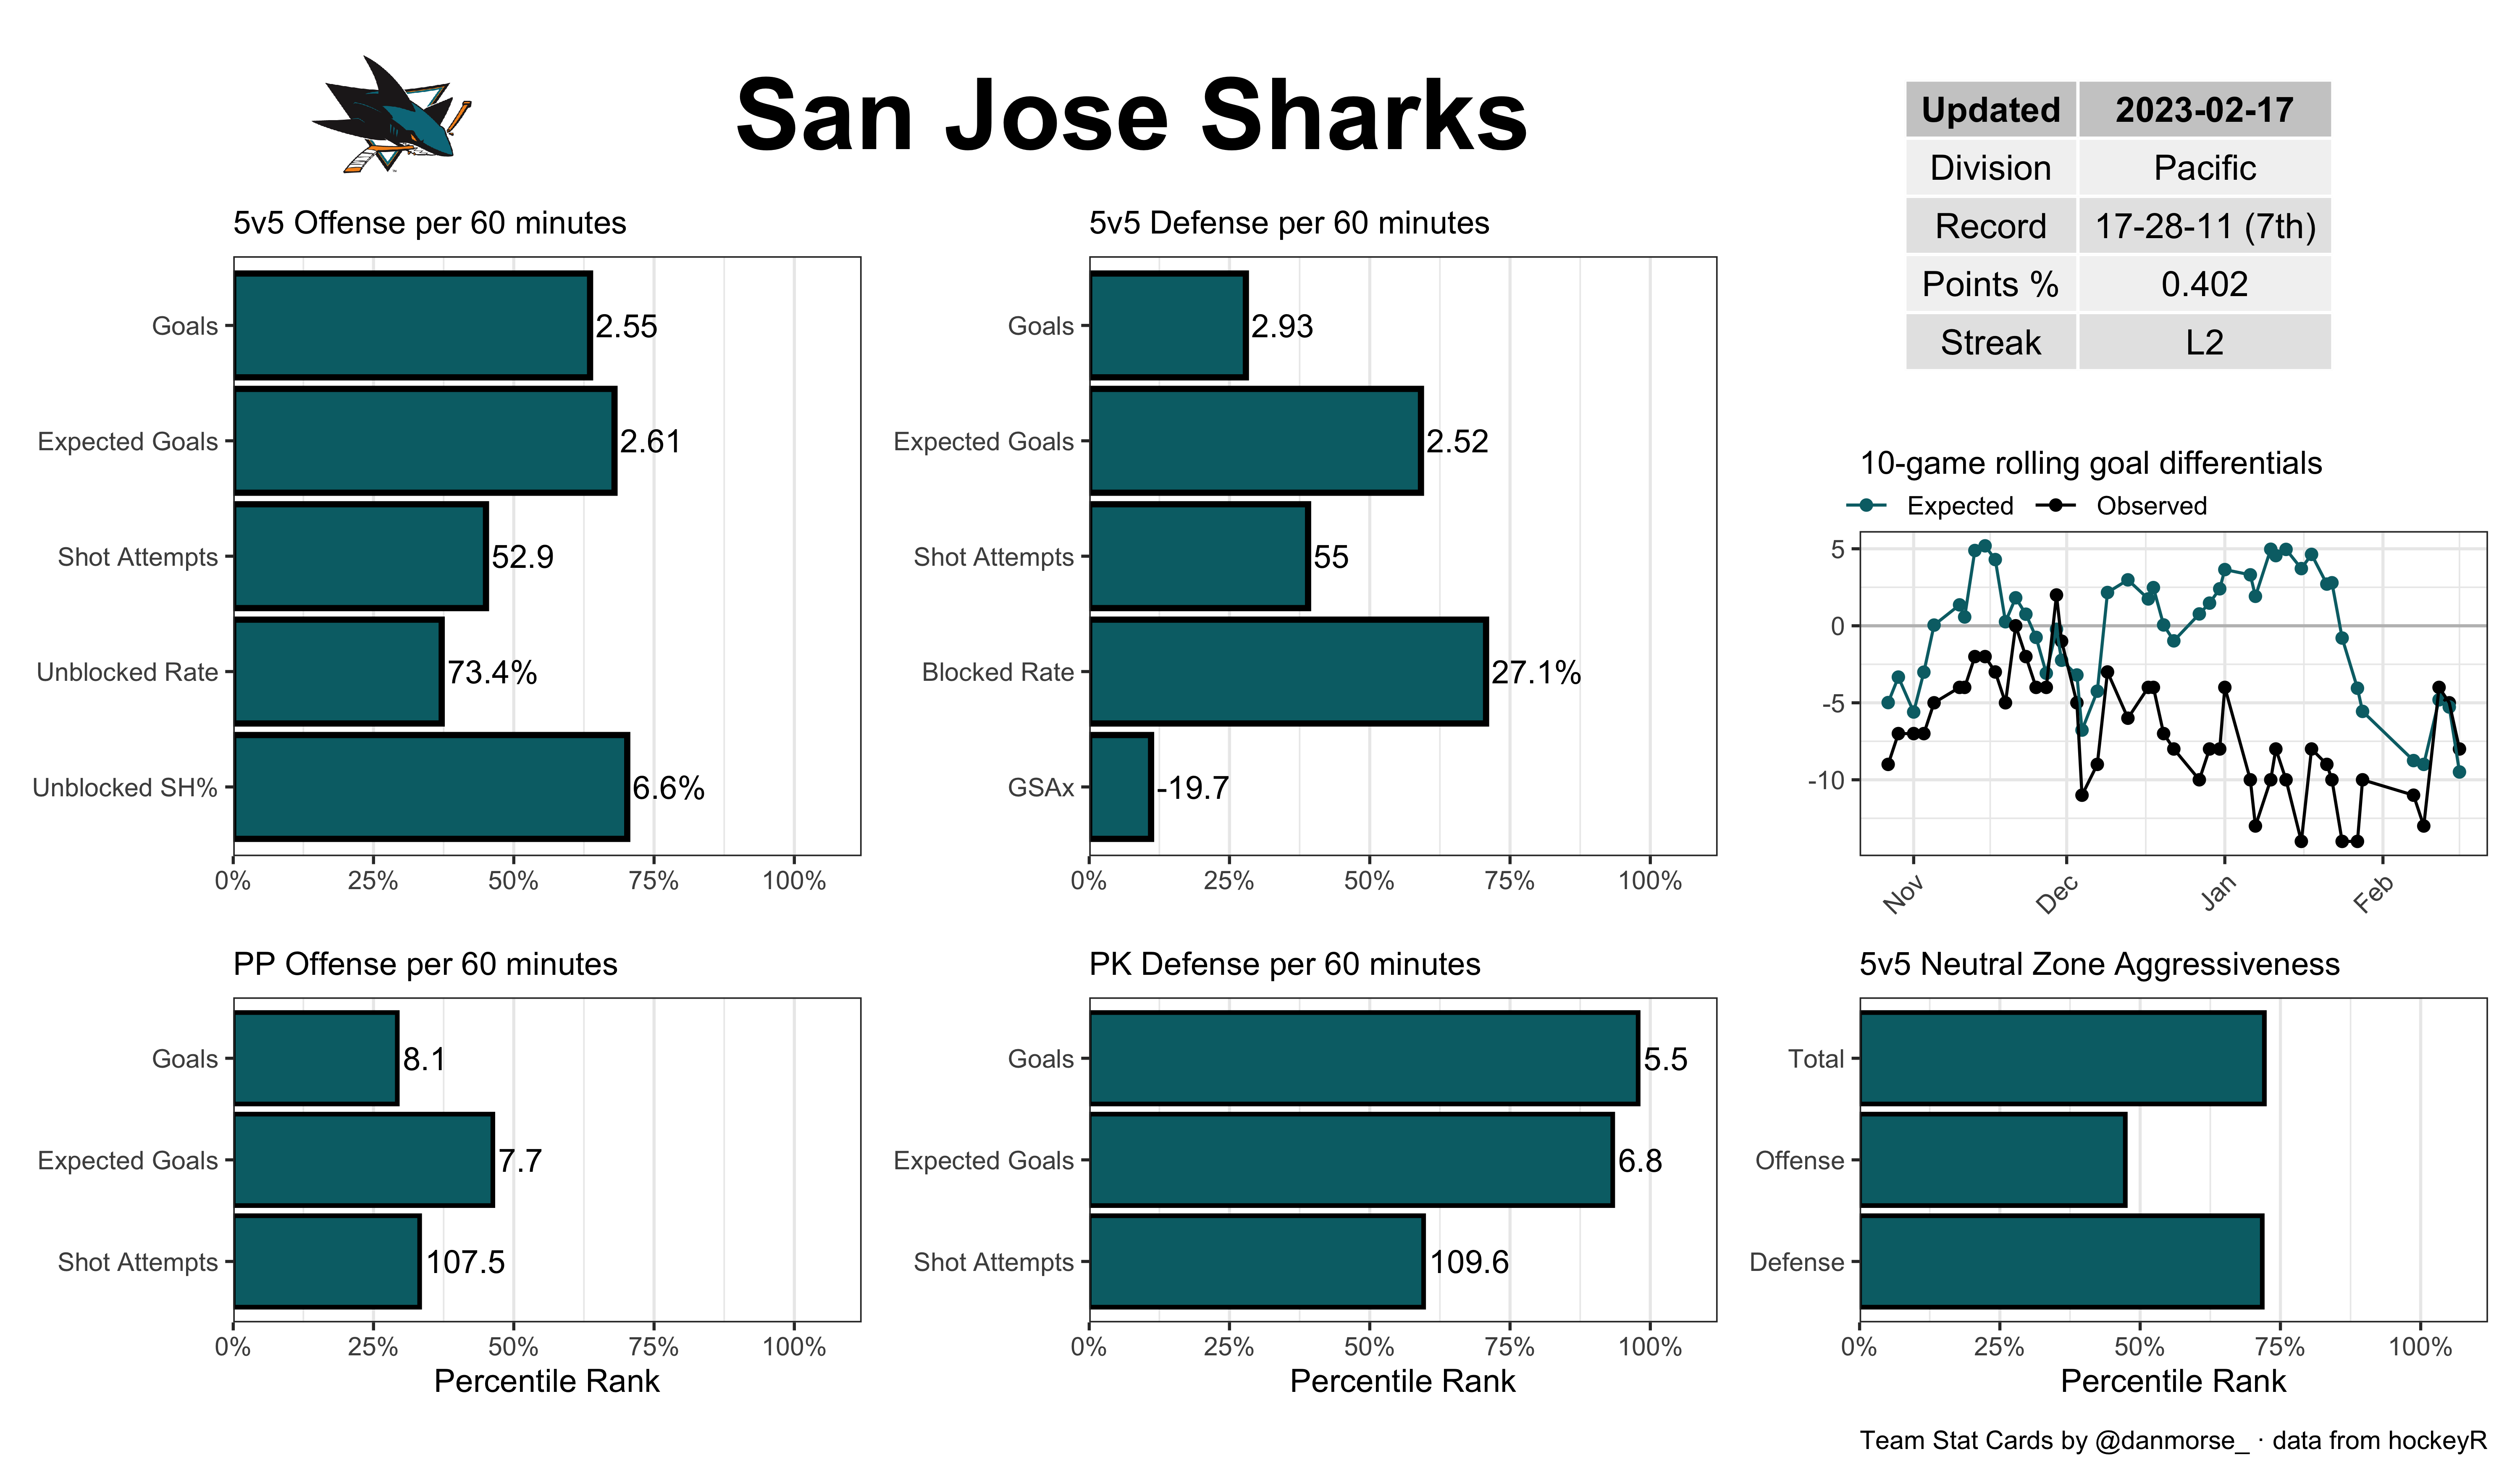 San Jose Sharks
Updated 2023-02-17
Division Pacific
Record 17-28-11 (7th)
Points % 0.402
Streak L2
5v5 Offense per 60 minutes
Goals 2.55
Expected Goals 2.61
Shot Attempts 52.9
Unblocked Rate 73.4%
Unblocked SH% 6.6%
0% 25% 50% 75% 100%
5v5 Defense per 60 minutes
Goals 2.93
Expected Goals 2.52
Shot Attempts 55
Blocked Rate 27.1%
GSAx -19.7
0% 25% 50% 75% 100%
10-game rolling goal differentials
Expected Observed
5
0
-5
-10
Nov Dec Jan Feb
PP Offense per 60 minutes
Goals 8.1
Expected Goals 7.7
Shot Attempts 107.5
0% 25% 50% 75% 100%
Percentile Rank
PK Defense per 60 minutes
Goals 5.5
Expected Goals 6.8
Shot Attempts 109.6
0% 25% 50% 75% 100%
Percentile Rank
5v5 Neutral Zone Aggressiveness
Total
Offense
Defense
0% 25% 50% 75% 100%
Percentile Rank
Team Stat Cards by @danmorse_ · data from hockeyR